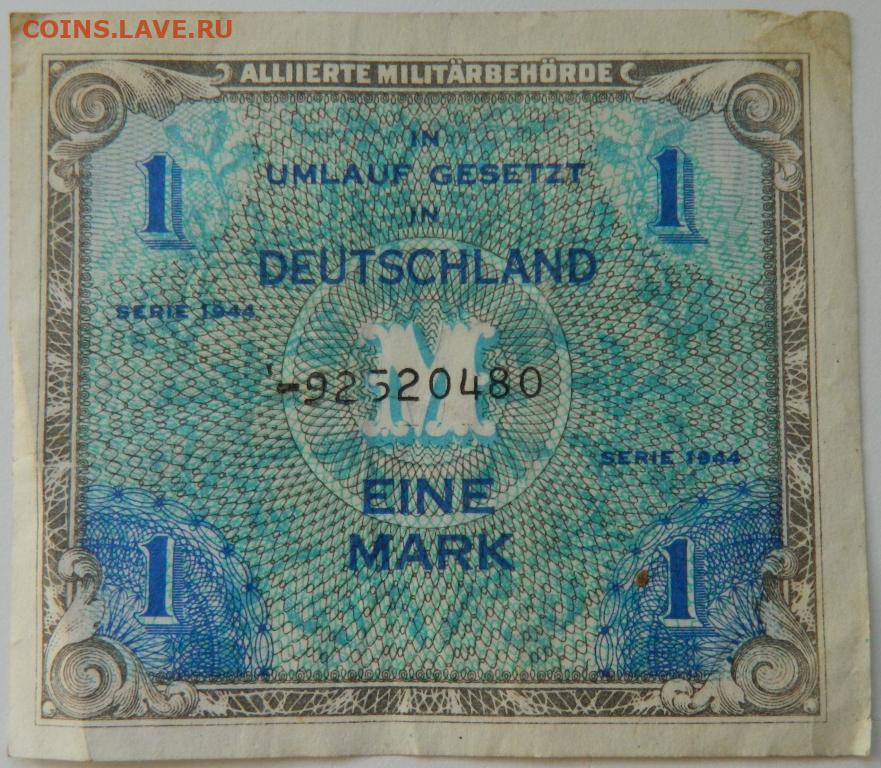 COINS.LAVE.RU
ALLIIERTE MILITÄRBEHÖRDE
IN
UMLAUF GESETZT
IN
DEUTSCHLAND
1
1
SERIE 1944
M
-92520480
SERIE 1944
EINE
MARK
1
1